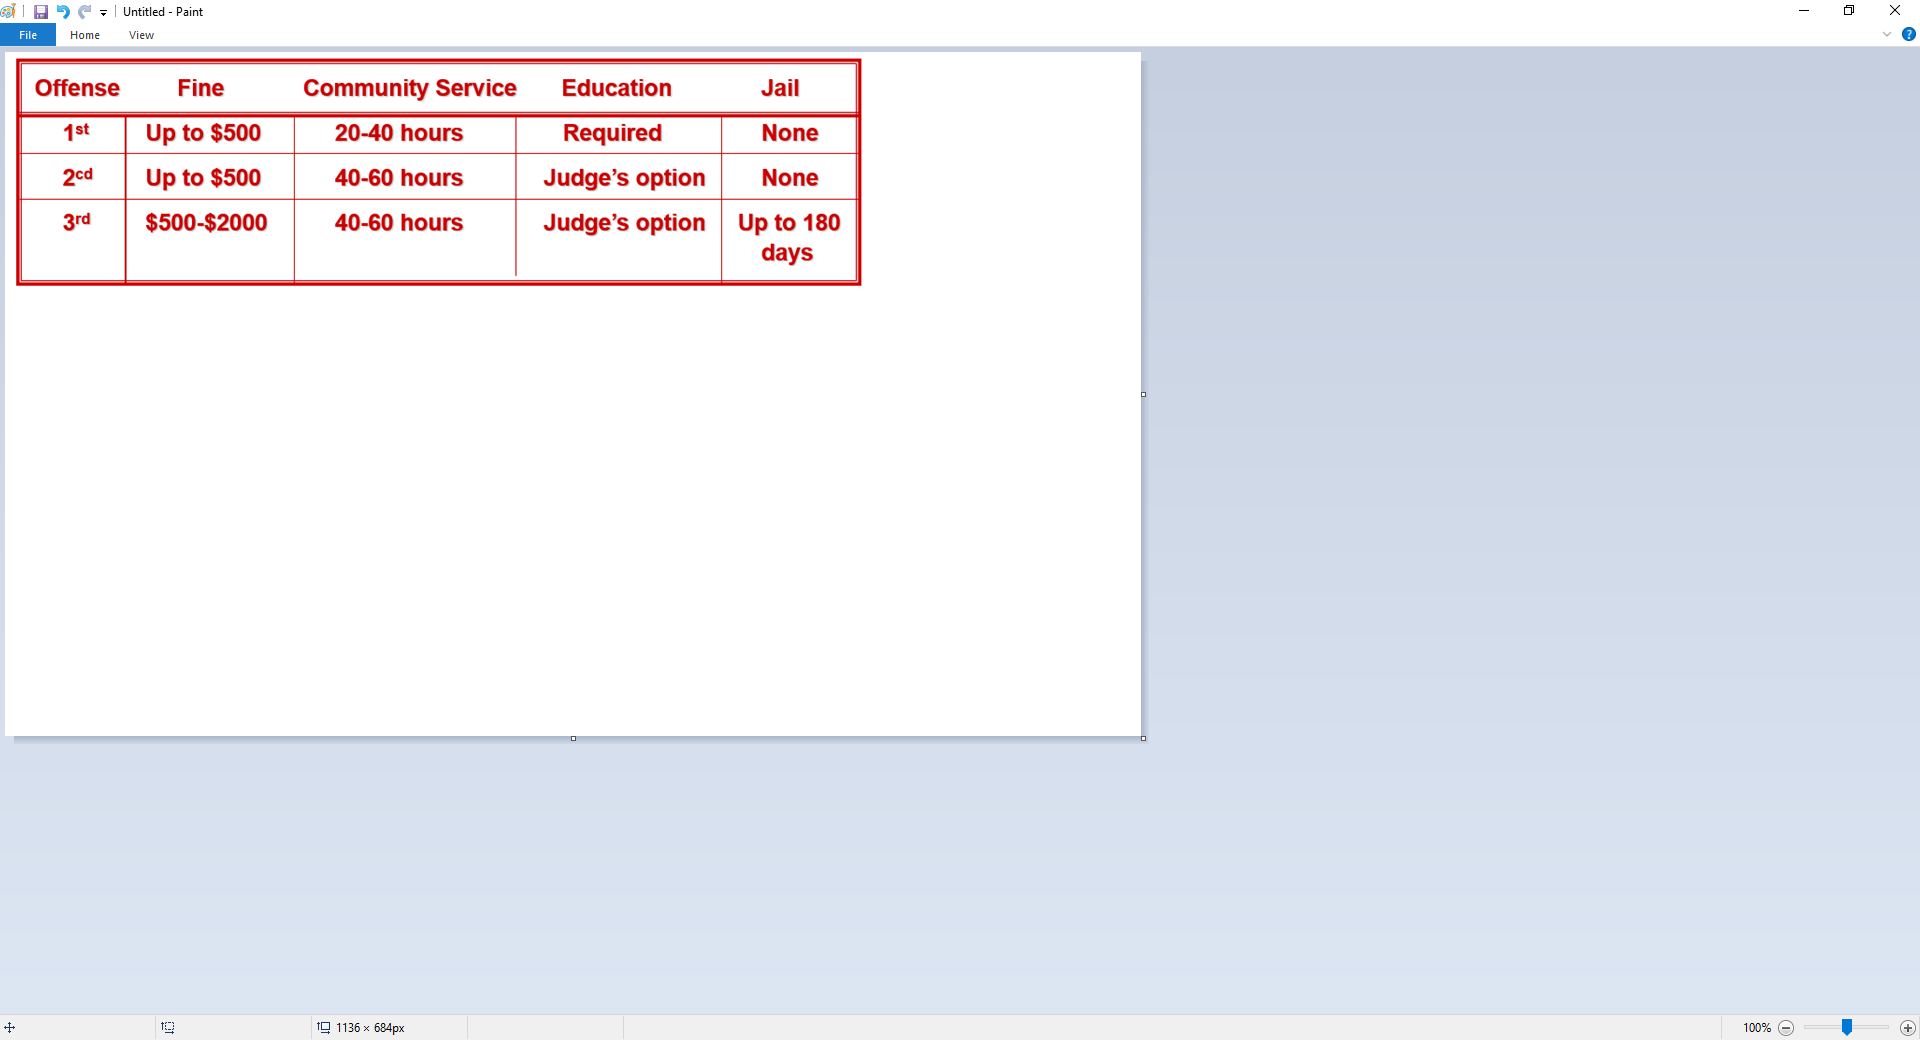 Untitled - Paint
File Home View
Offense Fine Community Service Education Jail
1st Up to $500 20-40 hours Required None
2cd Up to $500 40-60 hours Judge’s option None
3rd $500-$2000 40-60 hours Judge’s option Up to 180
days
1136 × 684px 100%